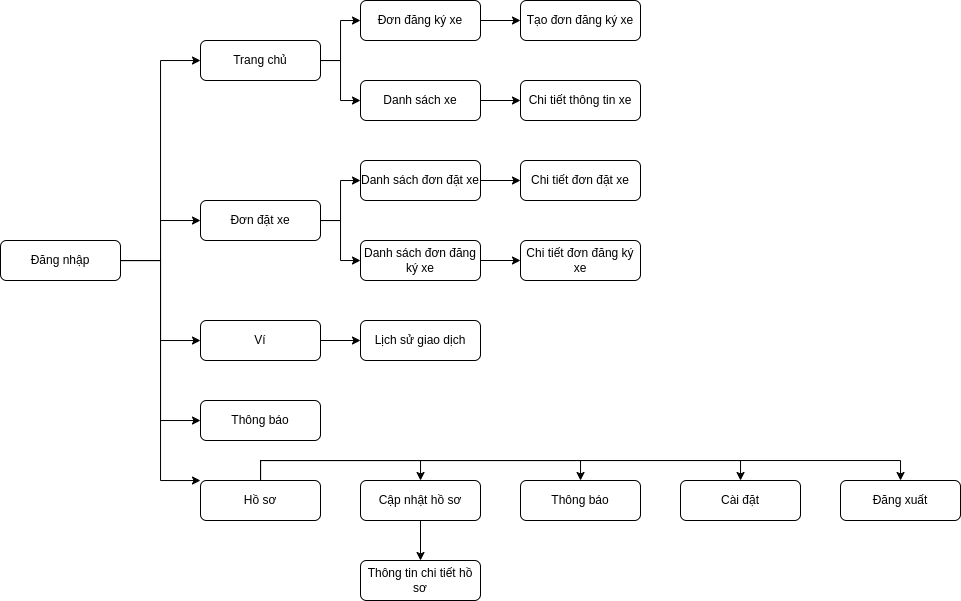 Đơn đăng ký xe
Tạo đơn đăng ký xe
Trang chủ
Danh sách xe
Chi tiết thông tin xe
Danh sách đơn đặt xe
Chi tiết đơn đặt xe
Đơn đặt xe
Danh sách đơn đăng
ký xe
Chi tiết đơn đăng ký
xe
Đăng nhập
Ví
Lịch sử giao dịch
Thông báo
Hồ sơ
Cập nhật hồ sơ
Thông báo
Cài đặt
Đăng xuất
Thông tin chi tiết hồ
sơ